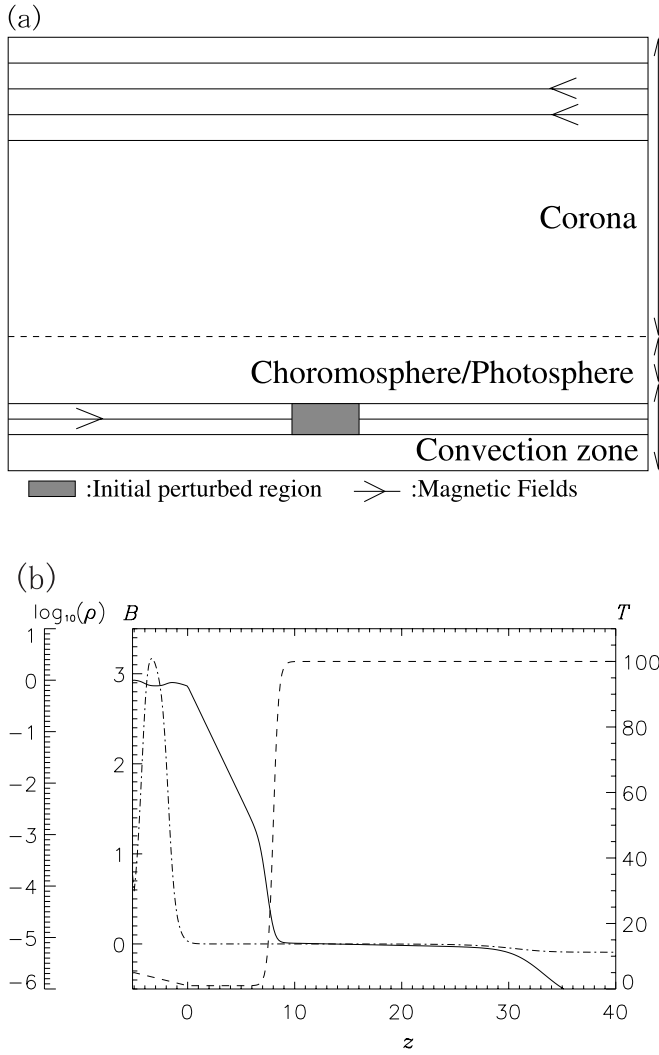 (a)
Corona
Choromosphere/Photosphere
Convection zone
:Initial perturbed region :Magnetic Fields
(b)
log₁₀(ρ) B T
1
0
−1
−2
−3
−4
−5
−6
3
2
1
0
100
80
60
40
20
0
0 10 20 30 40
z